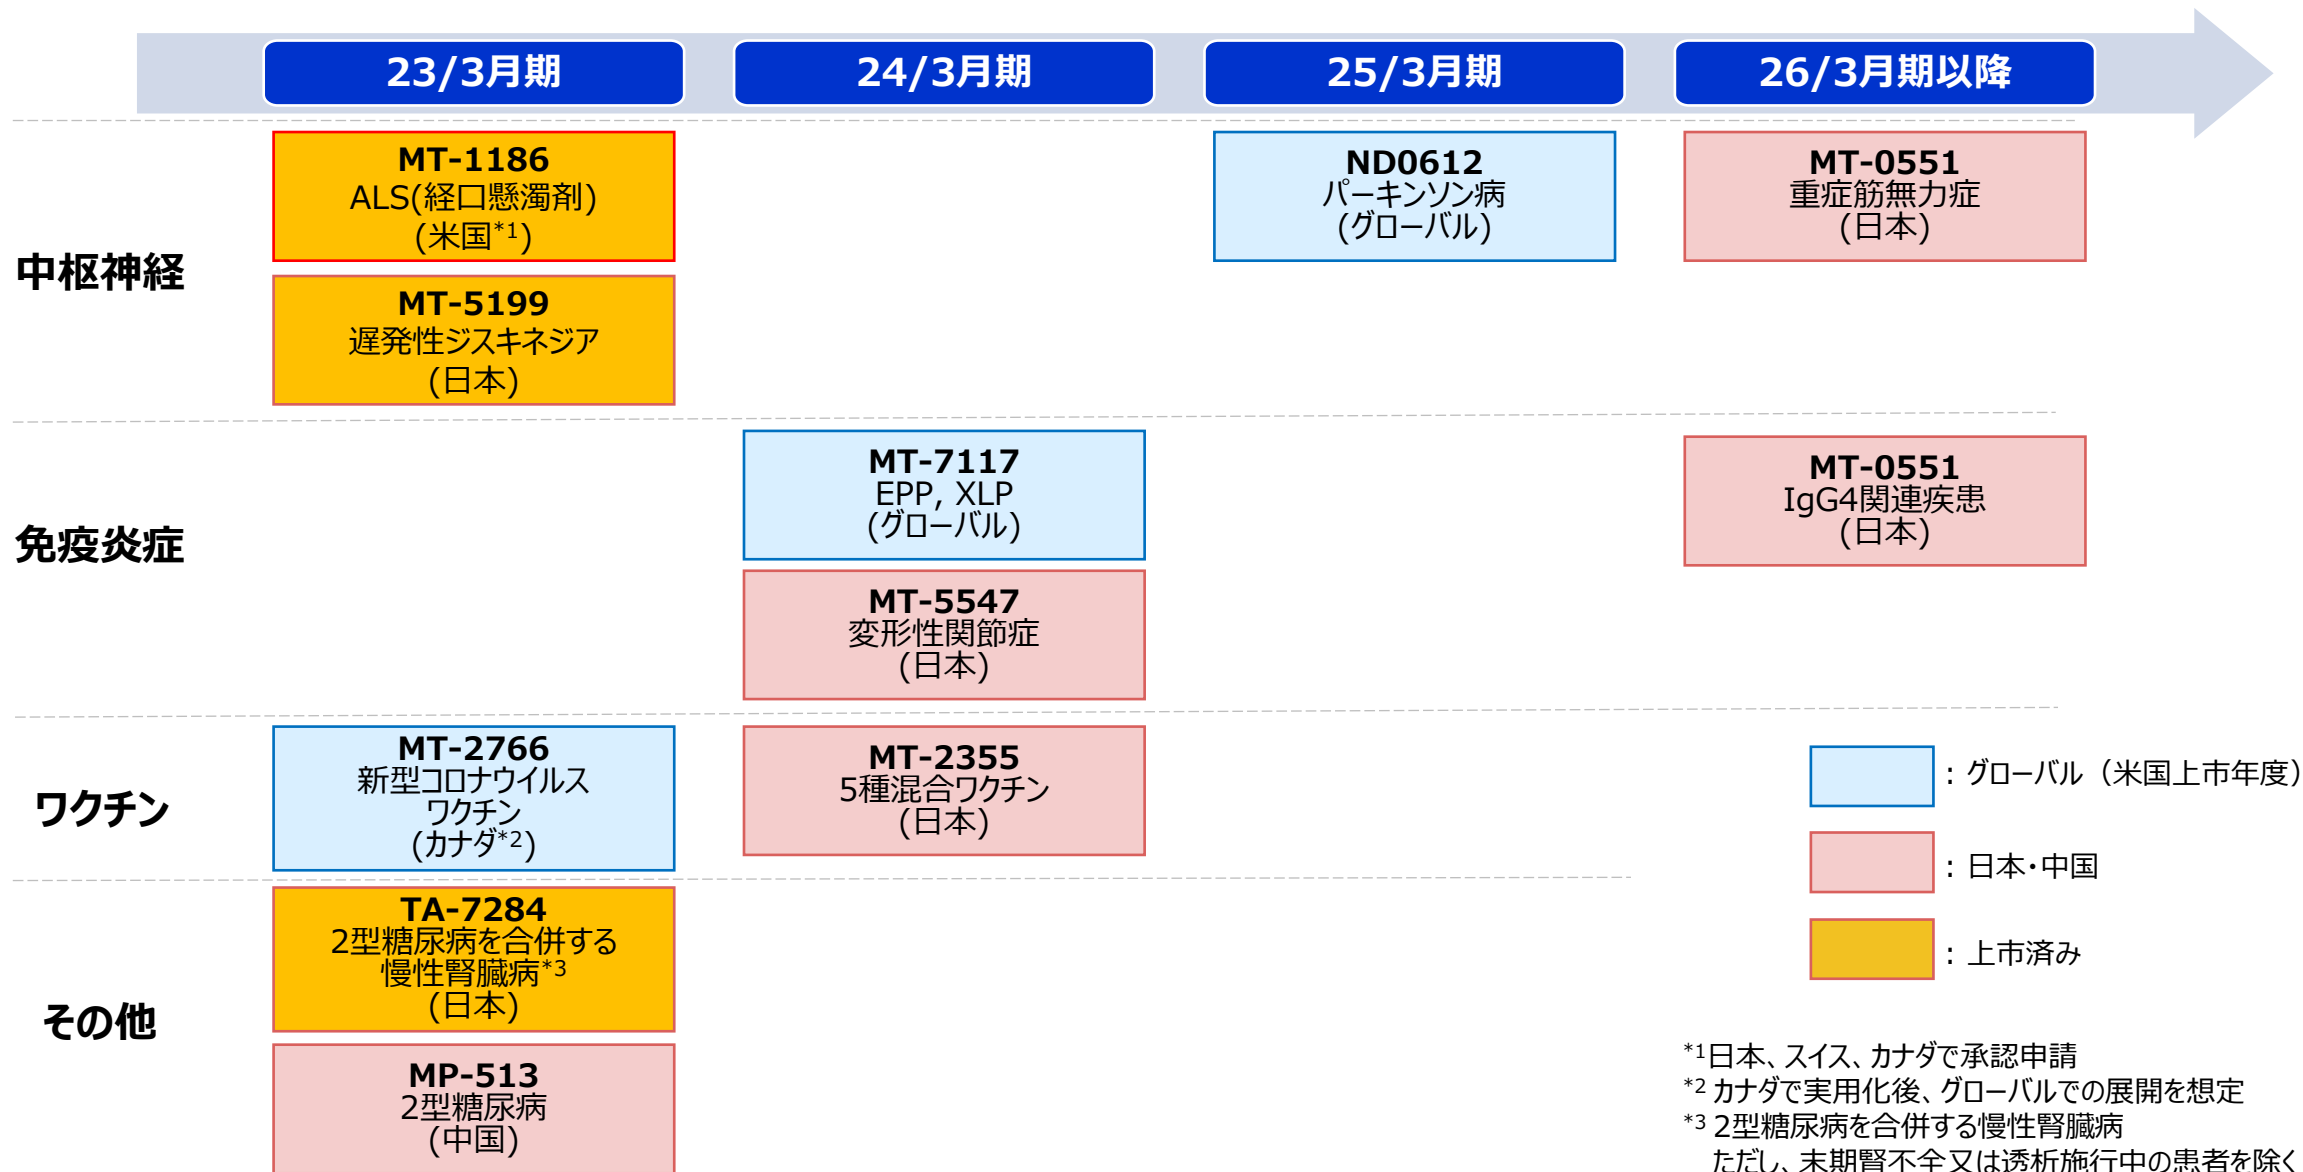 23/3月期
24/3月期
25/3月期
26/3月期以降
中枢神経
MT-1186
ALS(経口懸濁剤)
(米国*1)
MT-5199
遅発性ジスキネジア
(日本)
ND0612
パーキンソン病
(グローバル)
MT-0551
重症筋無力症
(日本)
免疫炎症
MT-7117
EPP, XLP
(グローバル)
MT-5547
変形性関節症
(日本)
MT-0551
IgG4関連疾患
(日本)
ワクチン
MT-2766
新型コロナウイルス
ワクチン
(カナダ*2)
MT-2355
5種混合ワクチン
(日本)
その他
TA-7284
2型糖尿病を合併する
慢性腎臓病*3
(日本)
MP-513
2型糖尿病
(中国)
: グローバル（米国上市年度）
: 日本・中国
: 上市済み
*1日本、スイス、カナダで承認申請
*2 カナダで実用化後、グローバルでの展開を想定
*3 2型糖尿病を合併する慢性腎臓病
ただし、末期腎不全又は透析施行中の患者を除く